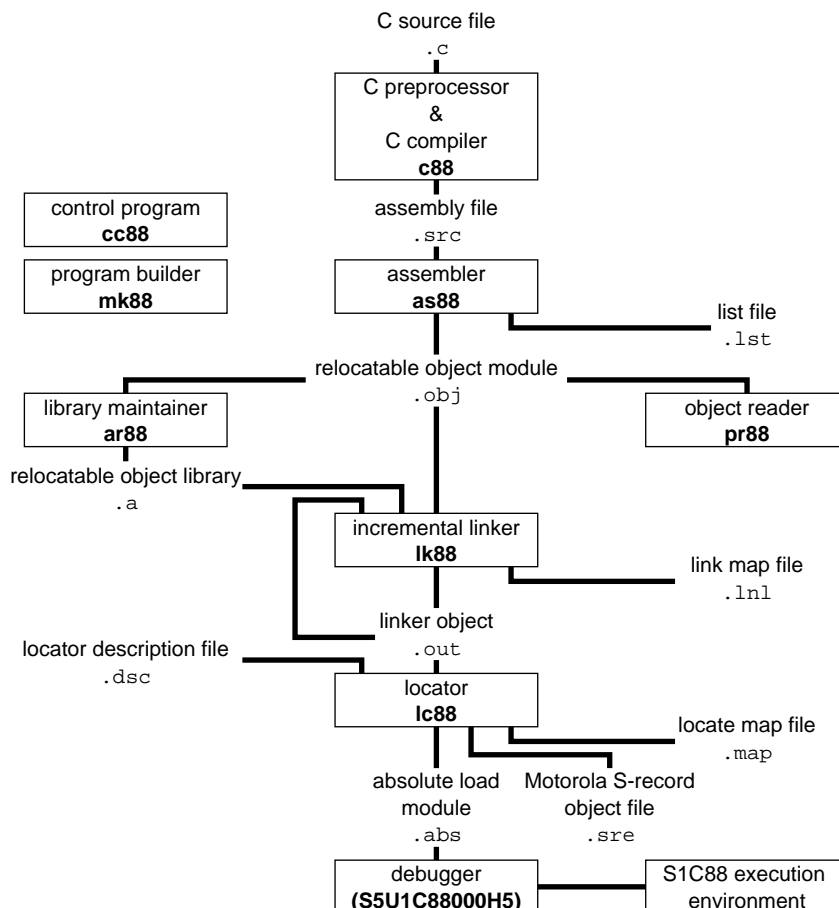 C source file
.c
C preprocessor
&
C compiler
c88
control program
cc88
assembly file
.src
program builder
mk88
assembler
as88
list file
.lst
relocatable object module
.obj
library maintainer
ar88
object reader
pr88
relocatable object library
.a
incremental linker
lk88
link map file
.lnl
linker object
.out
locator description file
.dsc
locator
lc88
locate map file
.map
absolute load
module
.abs
Motorola S-record
object file
.sre
debugger
(S5U1C88000H5)
S1C88 execution
environment